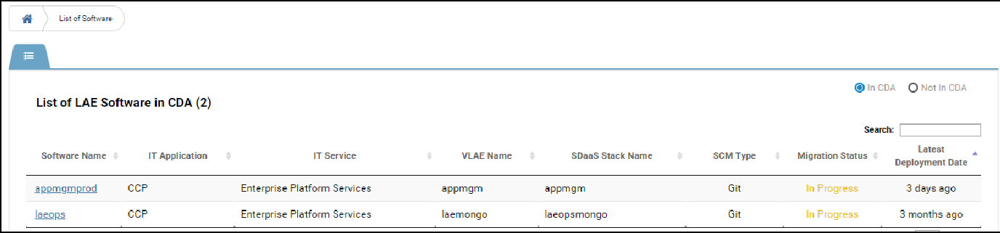 List of Software
In CDA Not In CDA
List of LAE Software in CDA (2)
Search:
Software Name IT Application IT Service VLAE Name SDaaS Stack Name SCM Type Migration Status Latest Deployment Date
appmgmprod CCP Enterprise Platform Services appmgm appmgm Git In Progress 3 days ago
laeops CCP Enterprise Platform Services laemongo laeopsmongo Git In Progress 3 months ago